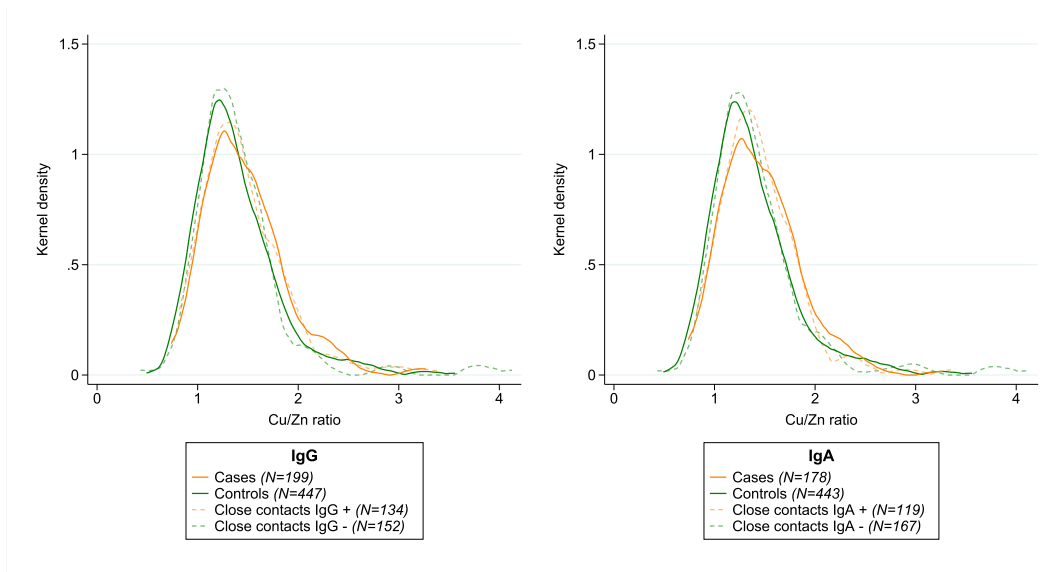 1.5
1
.5
0
Kernel density
0 1 2 3 4
Cu/Zn ratio
IgG
Cases (N=199)
Controls (N=447)
Close contacts IgG + (N=134)
Close contacts IgG - (N=152)
1.5
1
.5
0
Kernel density
0 1 2 3 4
Cu/Zn ratio
IgA
Cases (N=178)
Controls (N=443)
Close contacts IgA + (N=119)
Close contacts IgA - (N=167)